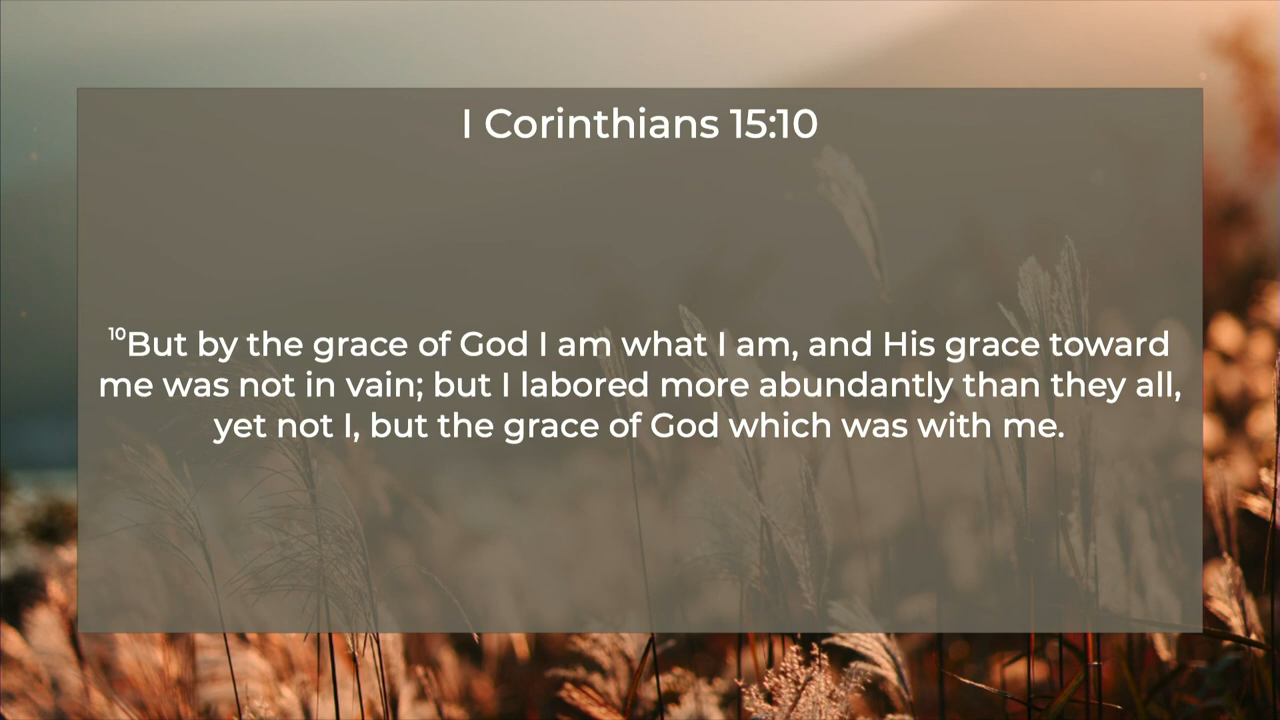 I Corinthians 15:10
10But by the grace of God I am what I am, and His grace toward
me was not in vain; but I labored more abundantly than they all,
yet not I, but the grace of God which was with me.